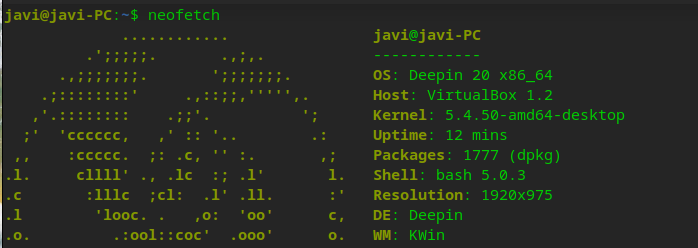 javi@javi-PC:~$ neofetch
............ javi@javi-PC
.';;;;;. .,;,. ------------
.,;;;;;;;. ';;;;;;;. OS: Deepin 20 x86_64
.;::::::::' .,::;;,''''',. Host: VirtualBox 1.2
,'.:::::::: .;;'. '; Kernel: 5.4.50-amd64-desktop
;' 'cccccc, ,' :: '.. .: Uptime: 12 mins
,, :ccccc. ;: .c, '' :. ,; Packages: 1777 (dpkg)
.l. cllll' ., .lc :; .l' l. Shell: bash 5.0.3
.c :lllc ;cl: .l' .ll. :' Resolution: 1920x975
.l 'looc. . ,o: 'oo' c, DE: Deepin
.o. .:ool::coc' .ooo' o. WM: KWin